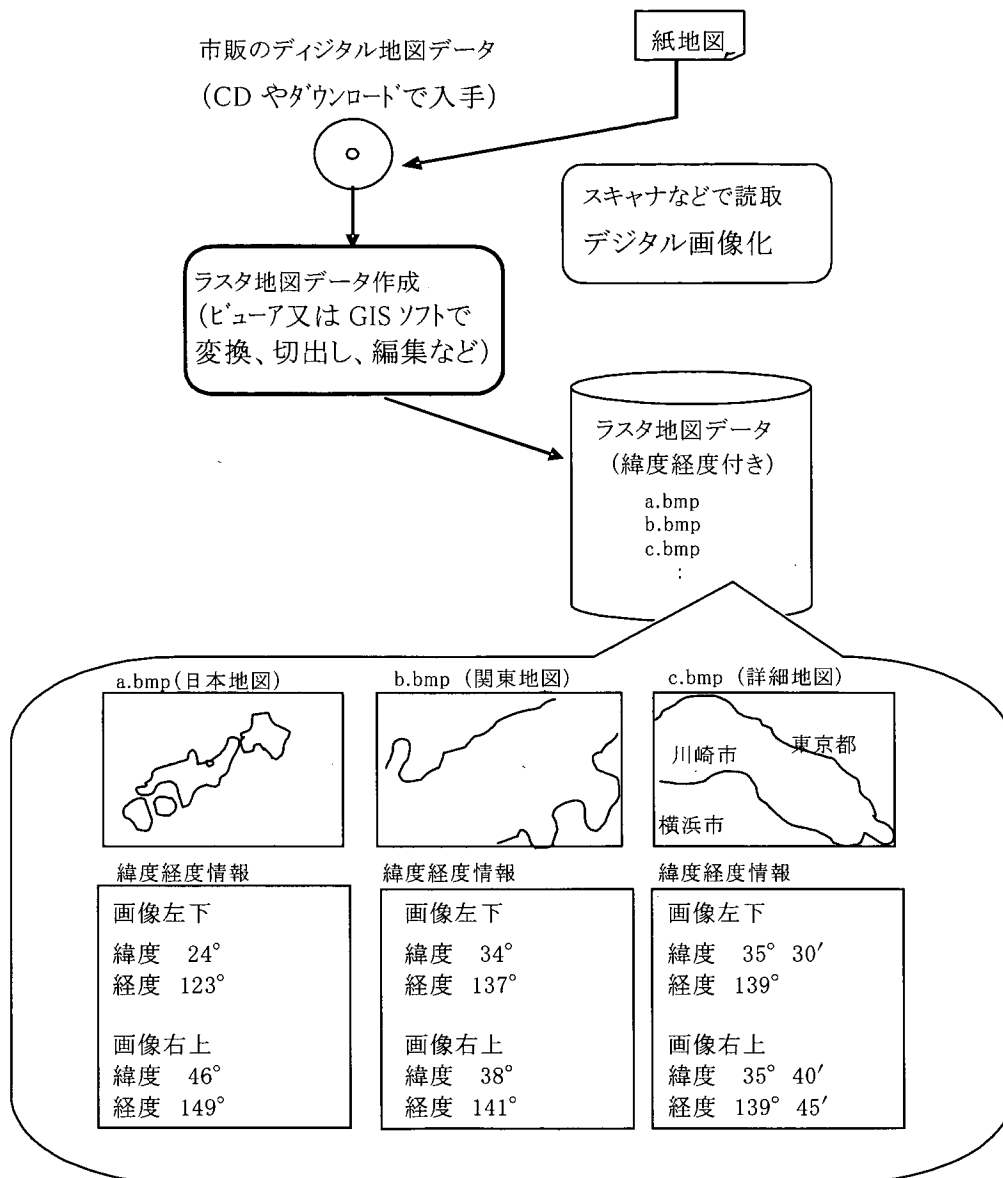 市販のディジタル地図データ
(CD やダウンロードで入手)
紙地図
スキャナなどで読取
デジタル画像化
ラスタ地図データ作成
(ビューア又は GIS ソフトで
変換、切出し、編集など)
ラスタ地図データ
(緯度経度付き)
a.bmp
b.bmp
c.bmp
:
a.bmp(日本地図)
b.bmp (関東地図)
c.bmp (詳細地図)
川崎市
東京都
横浜市
緯度経度情報
画像左下
緯度 24°
経度 123°
画像右上
緯度 46°
経度 149°
緯度経度情報
画像左下
緯度 34°
経度 137°
画像右上
緯度 38°
経度 141°
緯度経度情報
画像左下
緯度 35° 30′
経度 139°
画像右上
緯度 35° 40′
経度 139° 45′